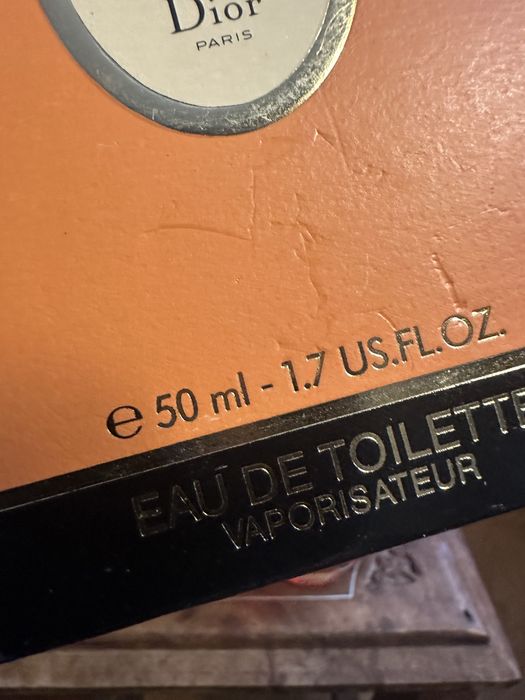 Dior
PARIS
℮ 50 ml - 1.7 US.FL.OZ.
EAU DE TOILETTE
VAPORISATEUR